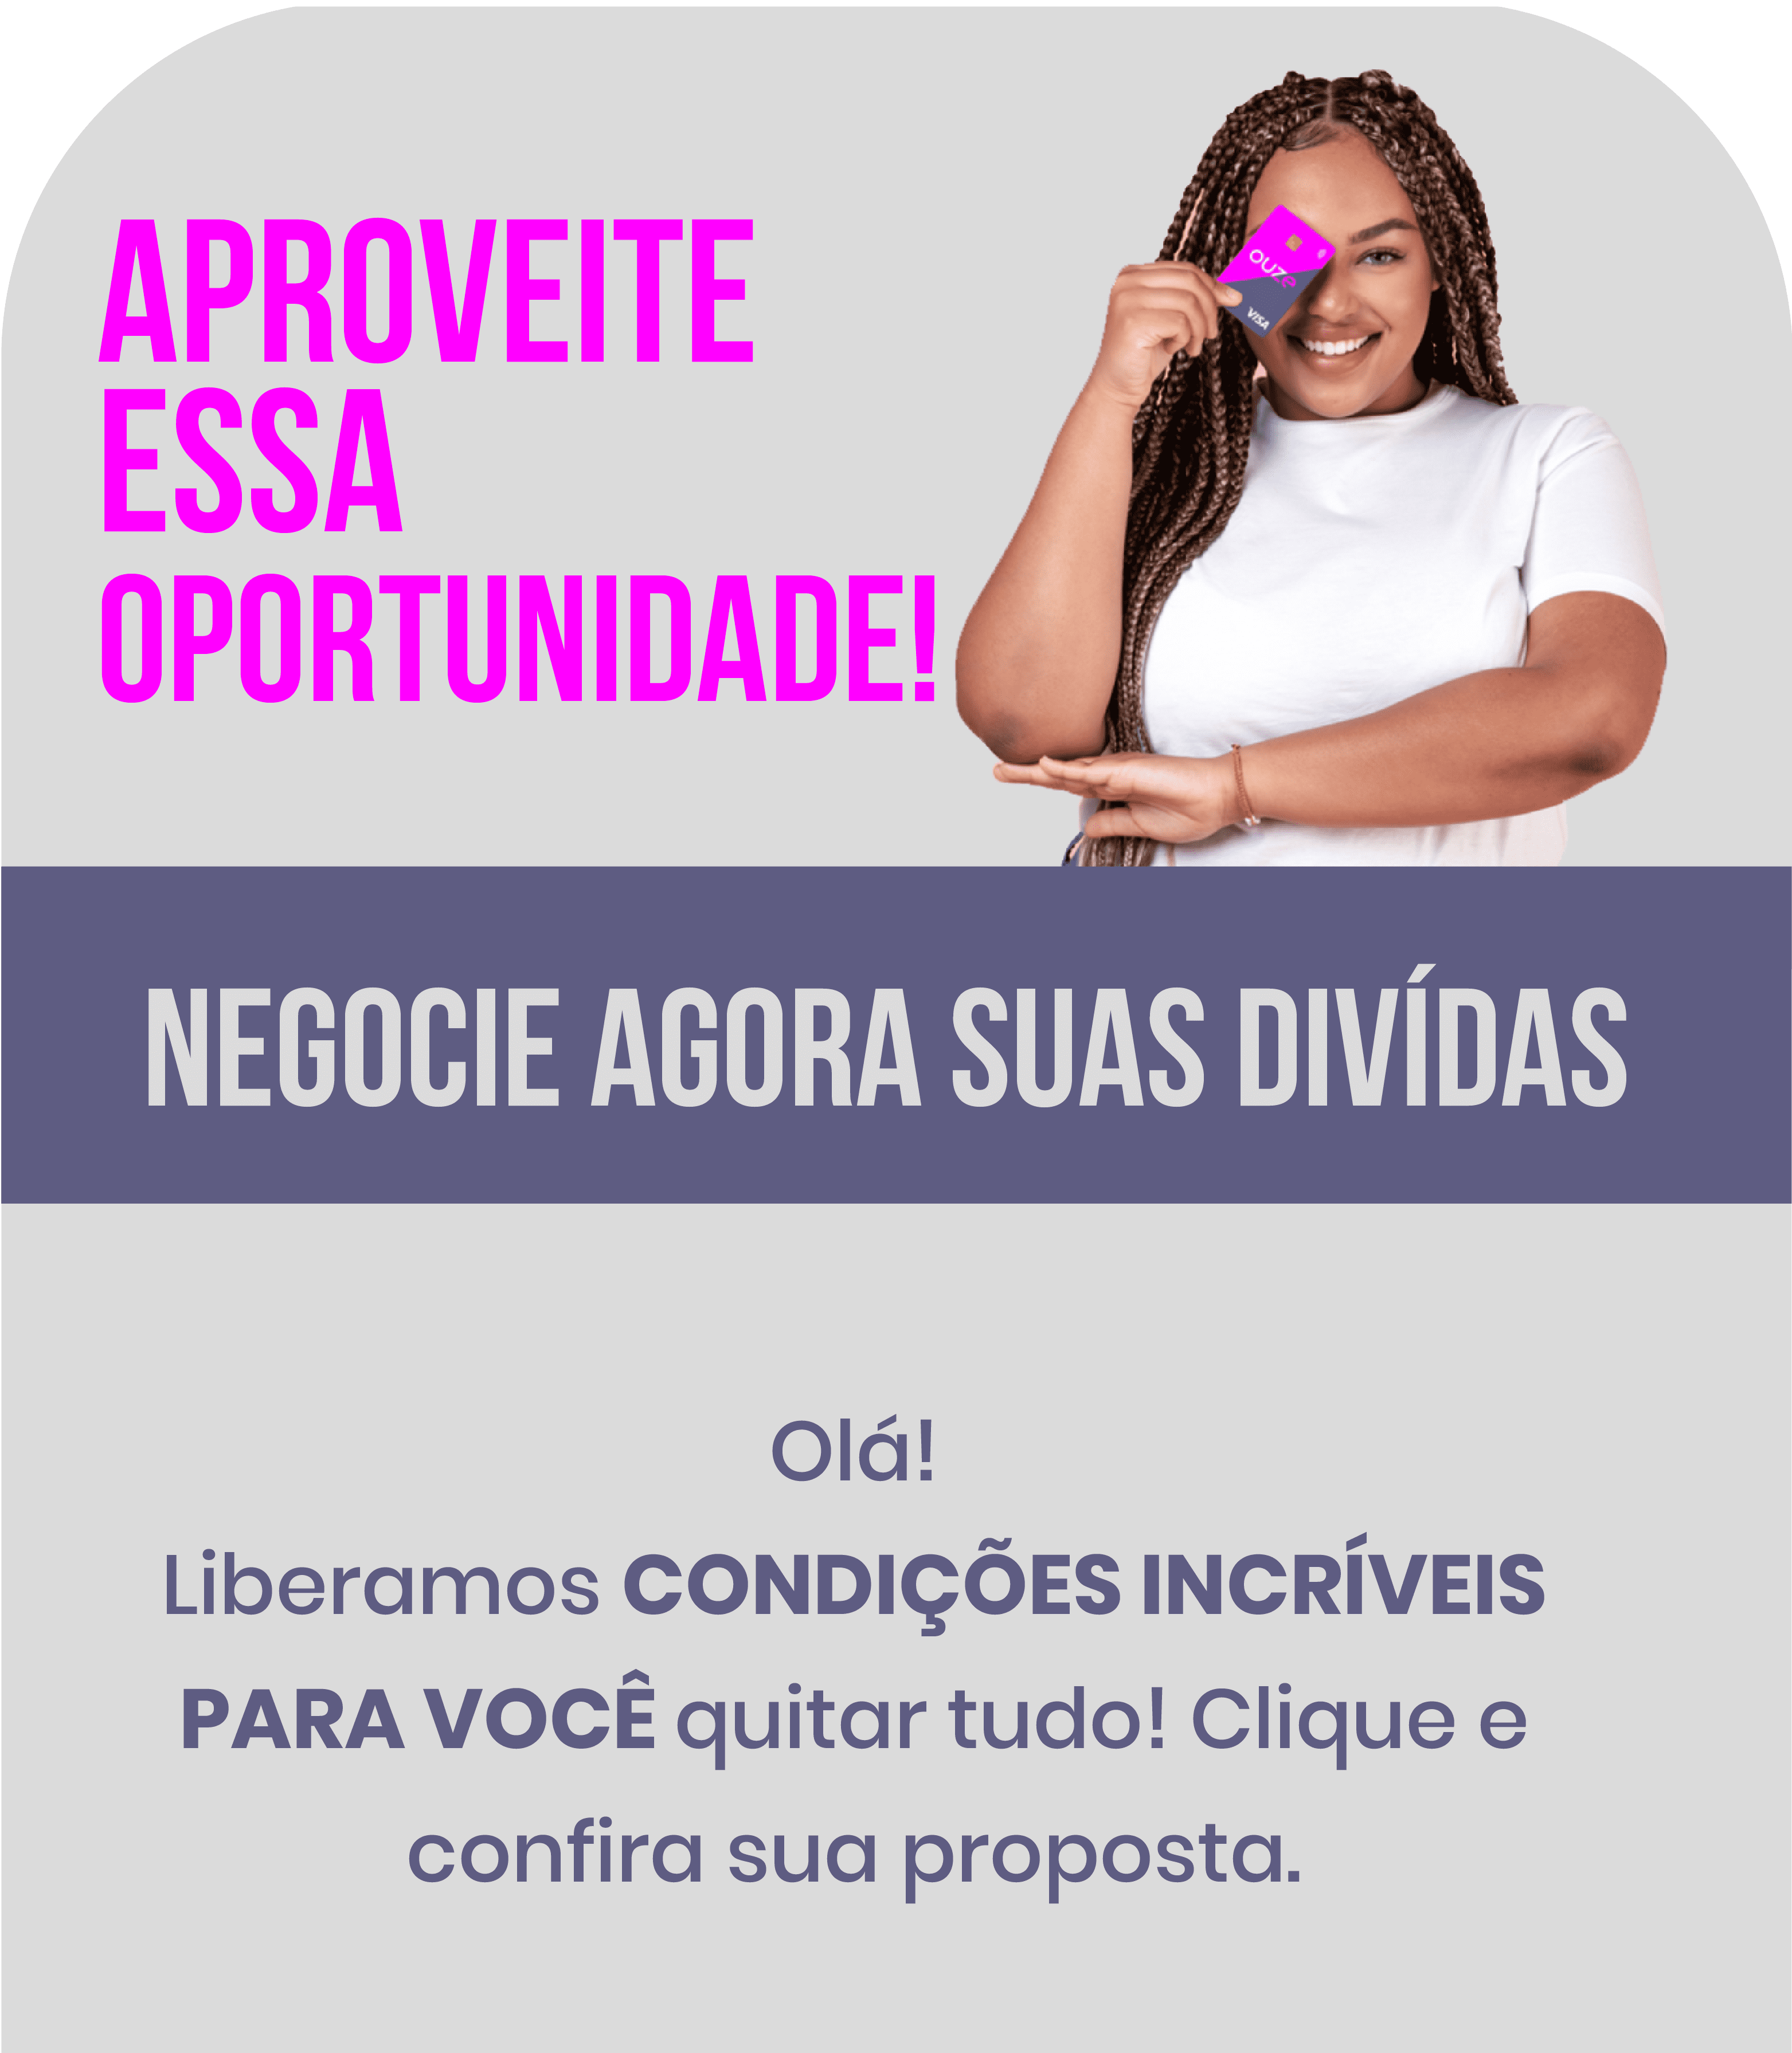 APROVEITE
ESSA
OPORTUNIDADE!
ouze
VISA
NEGOCIE AGORA SUAS DIVÍDAS
Olá!
Liberamos CONDIÇÕES INCRÍVEIS
PARA VOCÊ quitar tudo! Clique e
confira sua proposta.